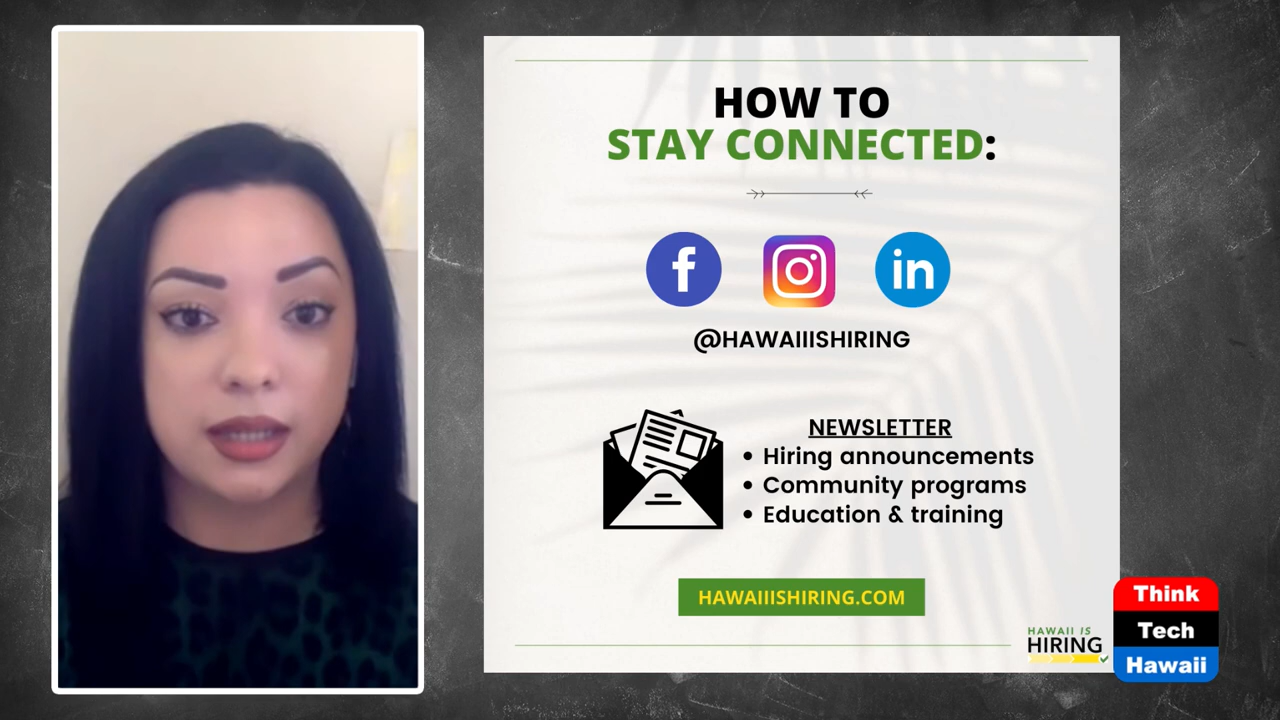 HOW TO
STAY CONNECTED:
f
in
@HAWAIIISHIRING
NEWSLETTER
• Hiring announcements
• Community programs
• Education & training
HAWAIIISHIRING.COM
HAWAII IS
HIRING
Think
Tech
Hawaii